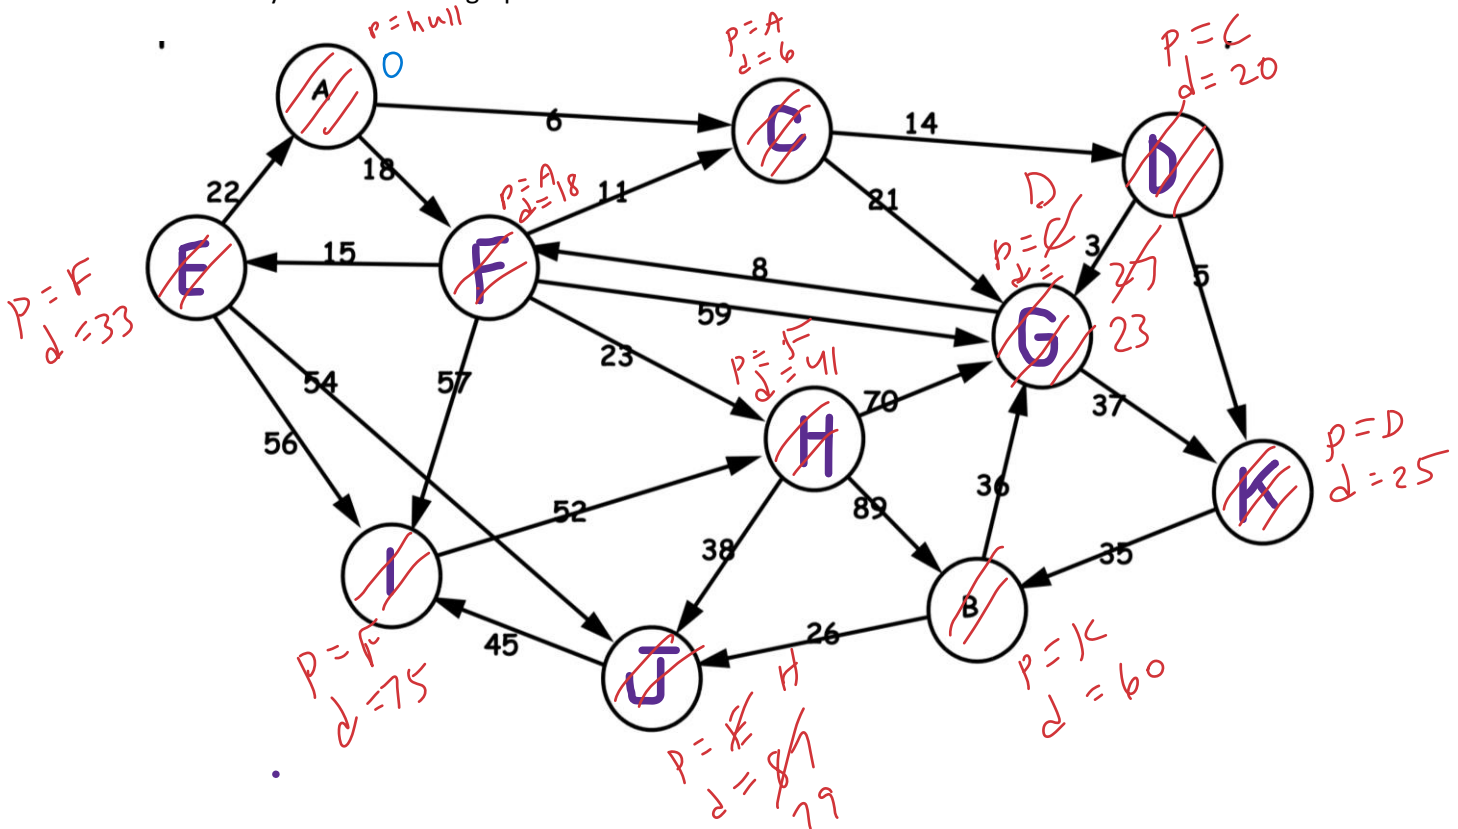 p = null
0
A
p = A
d = 6
C
p = C
d = 20
D
6
14
18
22
11
21
p = A
d = 18
F
15
E
p = F
d = 33
8
59
D
p = C
d = 27
23
G
3
5
23
54
57
56
p = F
d = 41
H
70
37
K
p = D
d = 25
52
38
89
36
35
I
p = F
d = 75
45
J
26
B
p = K
d = 60
H
p = E
d = 87
79